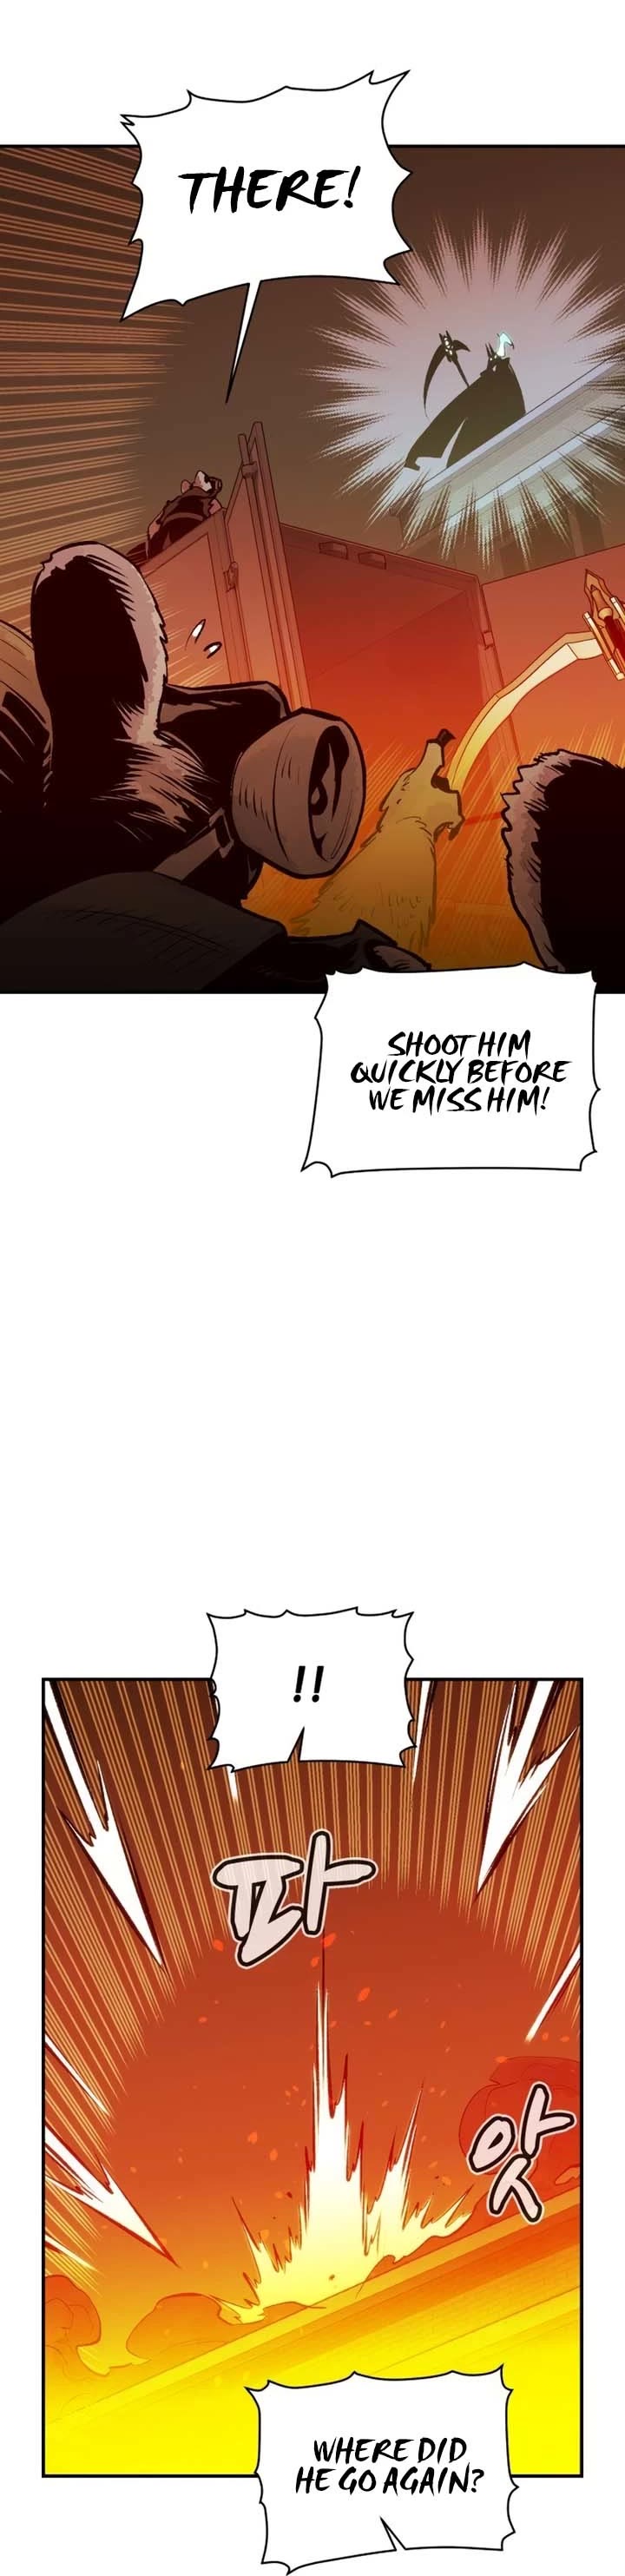 THERE!
SHOOT HIM
QUICKLY BEFORE
WE MISS HIM!
!!
파
앗
WHERE DID
HE GO AGAIN?